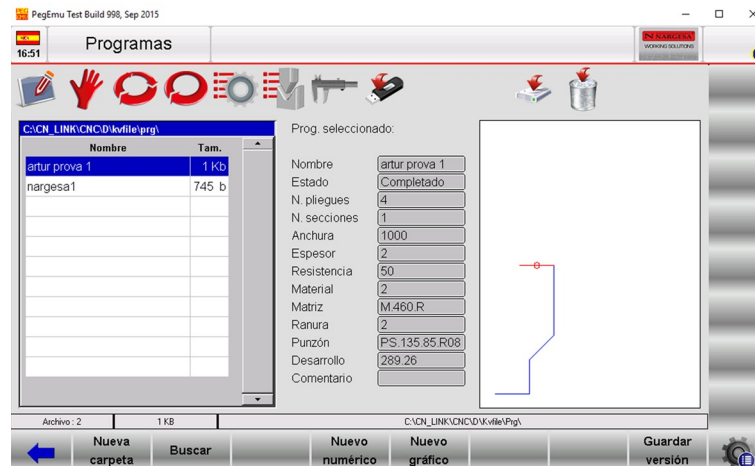 PegEmu Test Build 998, Sep 2015
16:51
Programas
NARGESA
WORKING SOLUTIONS
C:\CN_LINK\CNC\D\kvfile\prg\
Nombre Tam.
artur prova 1 1 Kb
nargesa1 745 b
Prog. seleccionado:
Nombre artur prova 1
Estado Completado
N. pliegues 4
N. secciones 1
Anchura 1000
Espesor 2
Resistencia 50
Material 2
Matriz M.460.R
Ranura 2
Punzón PS.135.85.R08
Desarrollo 289.26
Comentario
Archivo : 2 1 KB C:\CN_LINK\CNC\D\Kvfile\Prg\
Nueva carpeta
Buscar
Nuevo numérico
Nuevo gráfico
Guardar versión